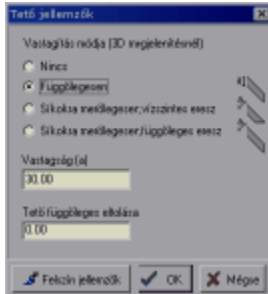 Tető jellemzők
Vastagítás módja (3D megjelenítésnél)
Nincs
Függőlegesen
Síkokra merőlegesen, vízszintes eresz
Síkokra merőlegesen, függőleges eresz
Vastagság (a)
30.00
Tető függőleges eltolása
0.00
Felszín jellemzők
OK
Mégse